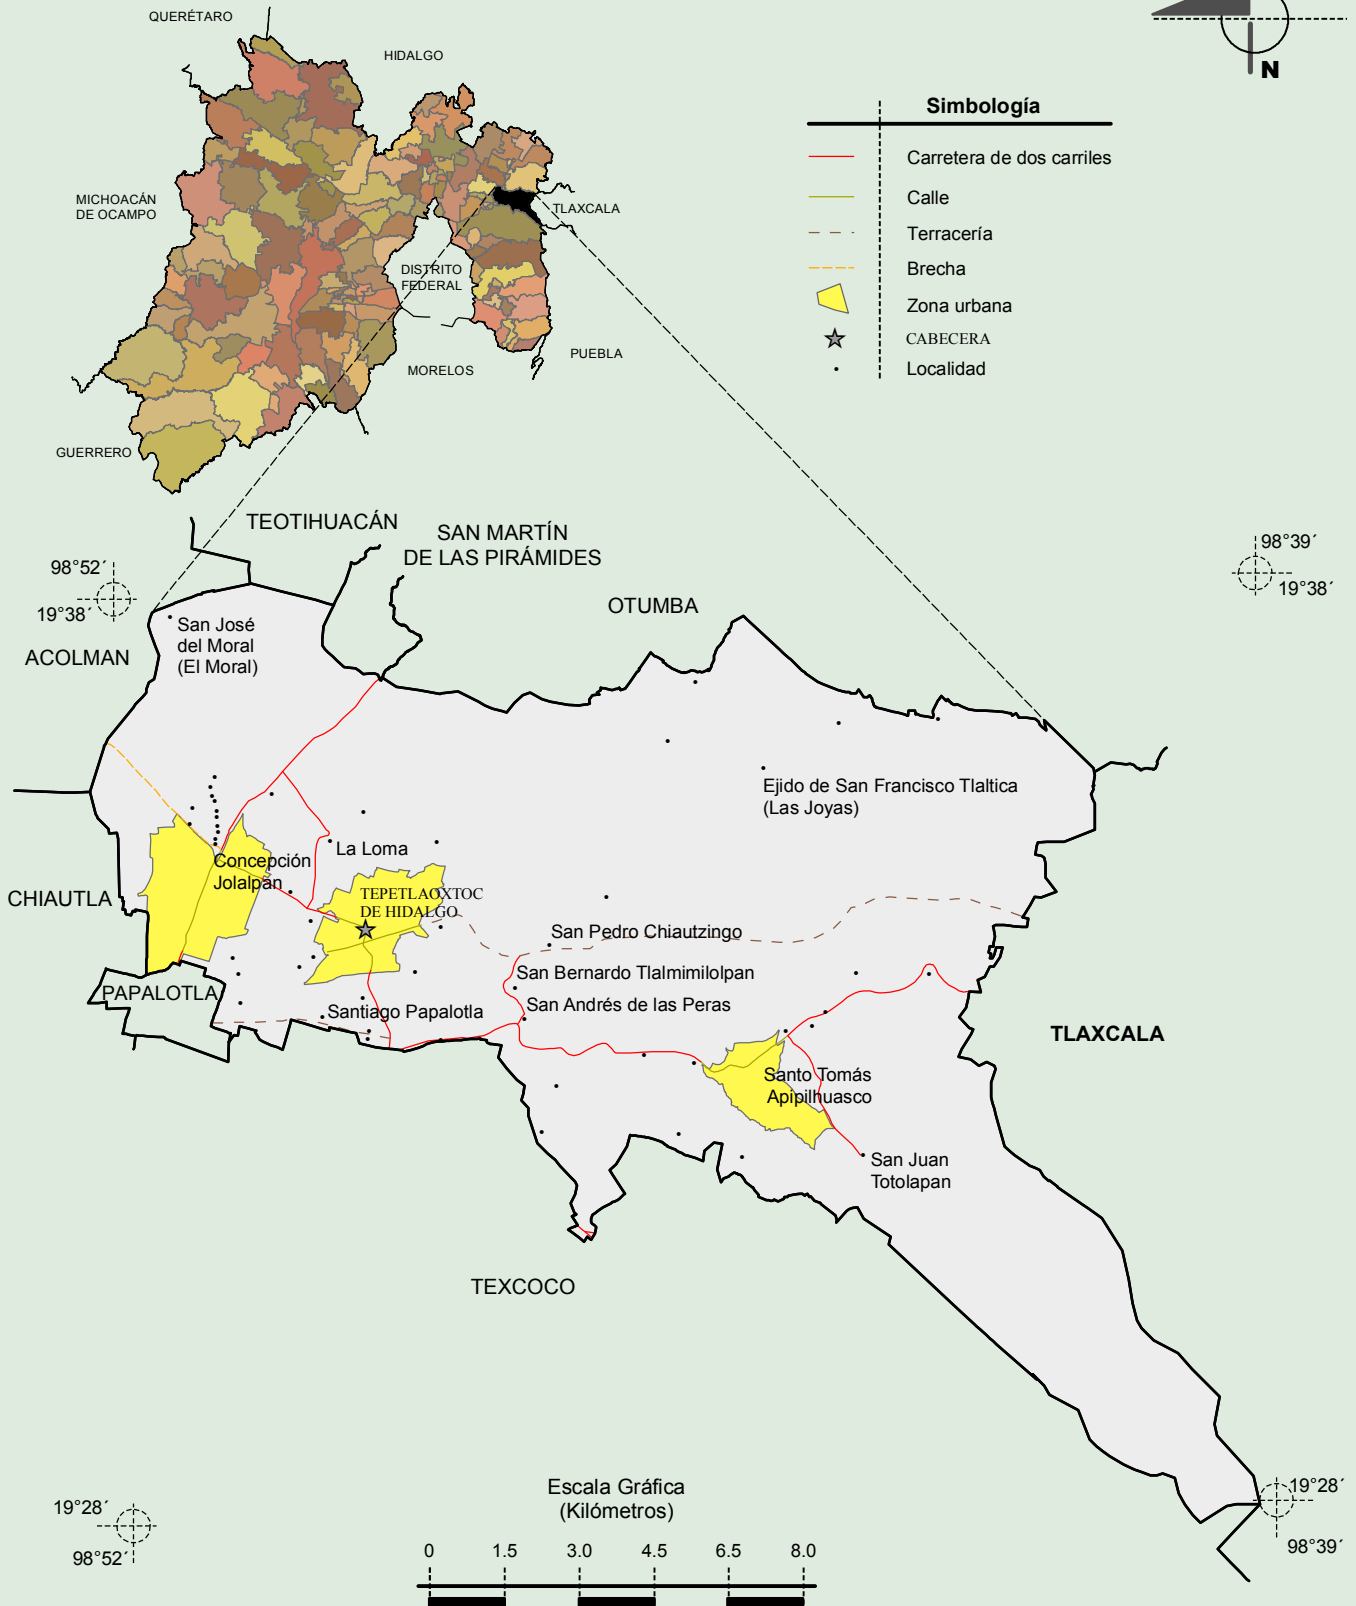 QUERÉTARO
HIDALGO
MICHOACÁN
DE OCAMPO
TLAXCALA
DISTRITO
FEDERAL
PUEBLA
MORELOS
GUERRERO
N
Simbología
Carretera de dos carriles
Calle
Terracería
Brecha
Zona urbana
CABECERA
Localidad
TEOTIHUACÁN
SAN MARTÍN
DE LAS PIRÁMIDES
OTUMBA
98°52´
19°38´
98°39´
19°38´
ACOLMAN
San José
del Moral
(El Moral)
Ejido de San Francisco Tlaltica
(Las Joyas)
La Loma
Concepción
Jolalpan
CHIAUTLA
TEPETLAOXTOC
DE HIDALGO
San Pedro Chiautzingo
San Bernardo Tlalmimilolpan
PAPALOTLA
Santiago Papalotla
San Andrés de las Peras
TLAXCALA
Santo Tomás
Apipilhuasco
San Juan
Totolapan
TEXCOCO
Escala Gráfica
(Kilómetros)
0 1.5 3.0 4.5 6.5 8.0
19°28´
98°52´
19°28´
98°39´